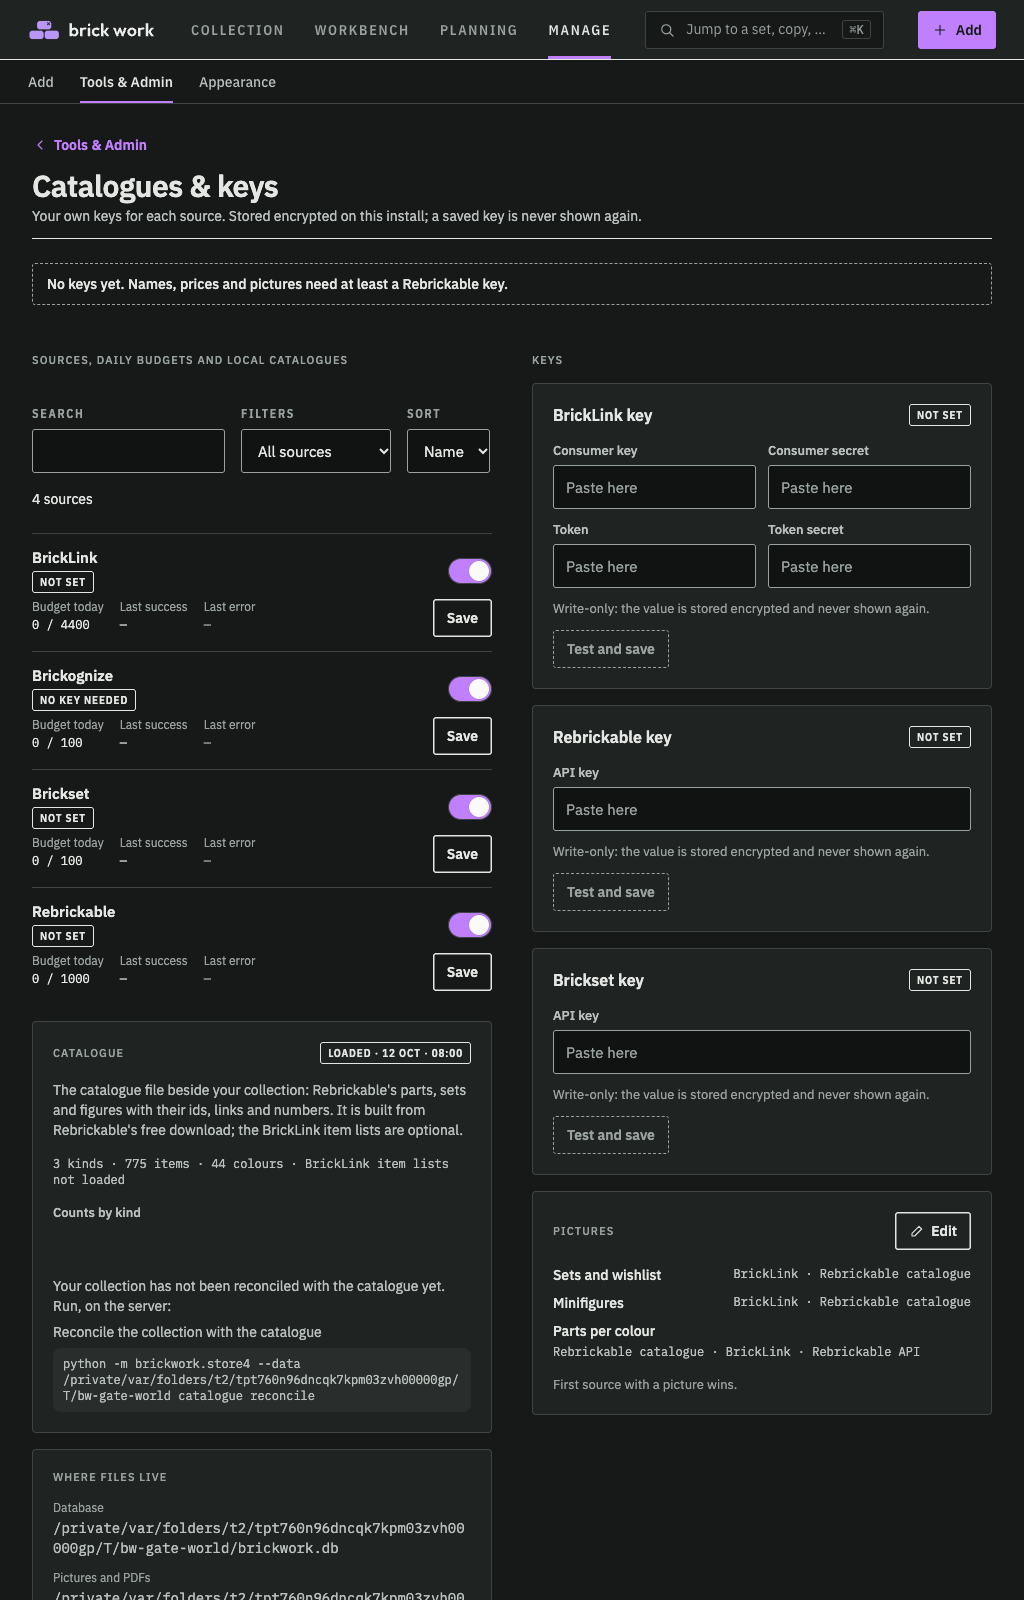 brick work
COLLECTION
WORKBENCH
PLANNING
MANAGE
Jump to a set, copy, ...
⌘K
Add
Add
Tools & Admin
Appearance
Tools & Admin
Catalogues & keys
Your own keys for each source. Stored encrypted on this install; a saved key is never shown again.
No keys yet. Names, prices and pictures need at least a Rebrickable key.
SOURCES, DAILY BUDGETS AND LOCAL CATALOGUES
SEARCH
FILTERS
SORT
All sources
Name
4 sources
BrickLink
NOT SET
Budget today
Last success
Last error
0 / 4400
–
–
Save
Brickognize
NO KEY NEEDED
Budget today
Last success
Last error
0 / 100
–
–
Save
Brickset
NOT SET
Budget today
Last success
Last error
0 / 100
–
–
Save
Rebrickable
NOT SET
Budget today
Last success
Last error
0 / 1000
–
–
Save
CATALOGUE
LOADED · 12 OCT · 08:00
The catalogue file beside your collection: Rebrickable's parts, sets
and figures with their ids, links and numbers. It is built from
Rebrickable's free download; the BrickLink item lists are optional.
3 kinds · 775 items · 44 colours · BrickLink item lists
not loaded
Counts by kind
Your collection has not been reconciled with the catalogue yet.
Run, on the server:
Reconcile the collection with the catalogue
python -m brickwork.store4 --data
/private/var/folders/t2/tpt760n96dncqk7kpm03zvh00000gp/
T/bw-gate-world catalogue reconcile
WHERE FILES LIVE
Database
/private/var/folders/t2/tpt760n96dncqk7kpm03zvh00
000gp/T/bw-gate-world/brickwork.db
Pictures and PDFs
/private/var/folders/t2/tpt760n96dncqk7kpm03zvh00
KEYS
BrickLink key
NOT SET
Consumer key
Consumer secret
Paste here
Paste here
Token
Token secret
Paste here
Paste here
Write-only: the value is stored encrypted and never shown again.
Test and save
Rebrickable key
NOT SET
API key
Paste here
Write-only: the value is stored encrypted and never shown again.
Test and save
Brickset key
NOT SET
API key
Paste here
Write-only: the value is stored encrypted and never shown again.
Test and save
PICTURES
Edit
Sets and wishlist
BrickLink · Rebrickable catalogue
Minifigures
BrickLink · Rebrickable catalogue
Parts per colour
Rebrickable catalogue · BrickLink · Rebrickable API
First source with a picture wins.